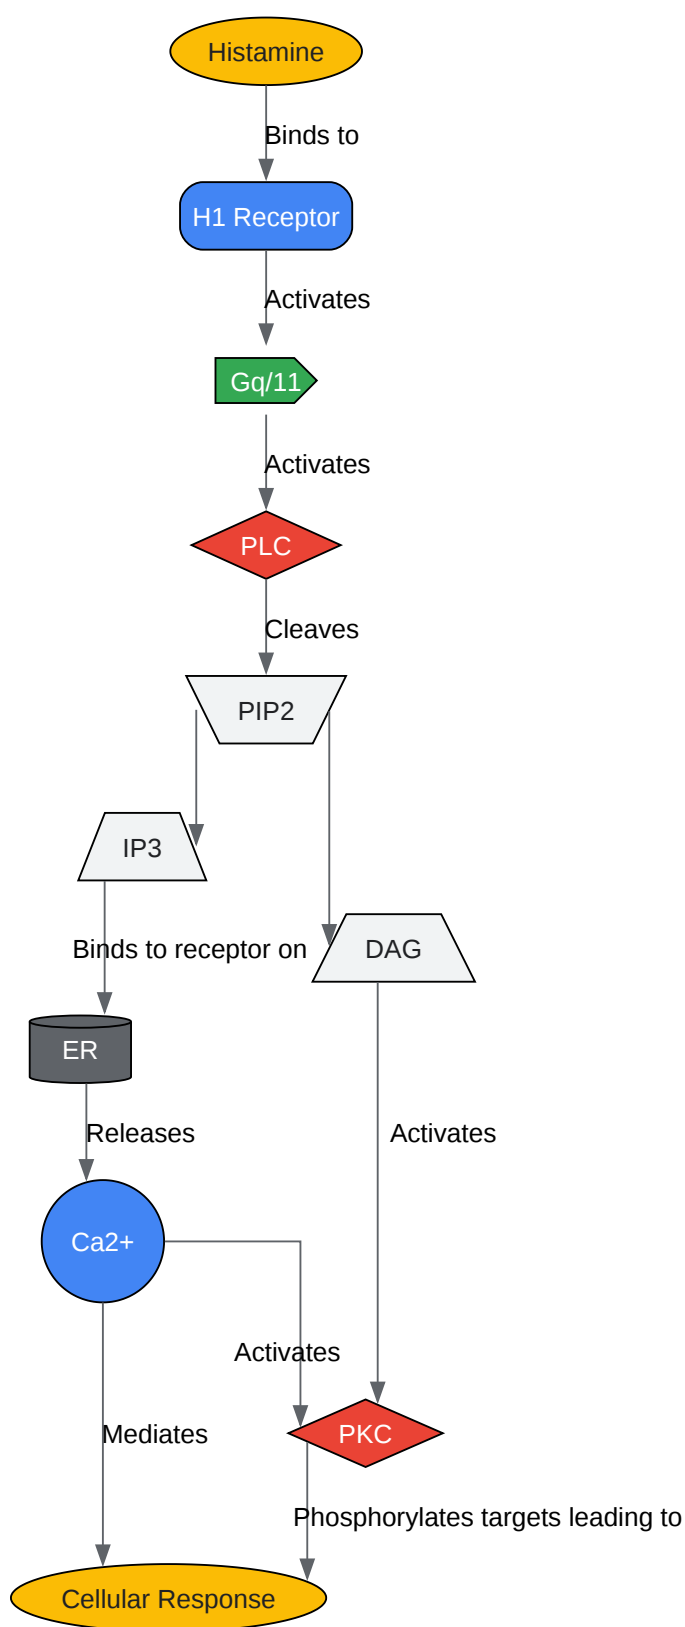 Histamine
Binds to
H1 Receptor
Activates
Gq/11
Activates
PLC
Cleaves
PIP2
IP3
Binds to receptor on
DAG
ER
Releases
Activates
Ca2+
Activates
Mediates
PKC
Phosphorylates targets leading to
Cellular Response